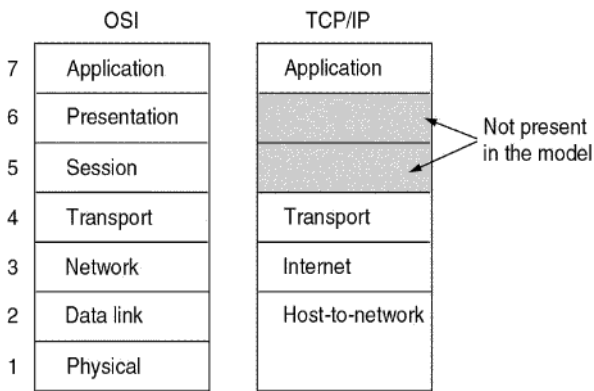 OSI TCP/IP
7 Application Application
6 Presentation
Not present
in the model
5 Session
4 Transport Transport
3 Network Internet
2 Data link Host-to-network
1 Physical